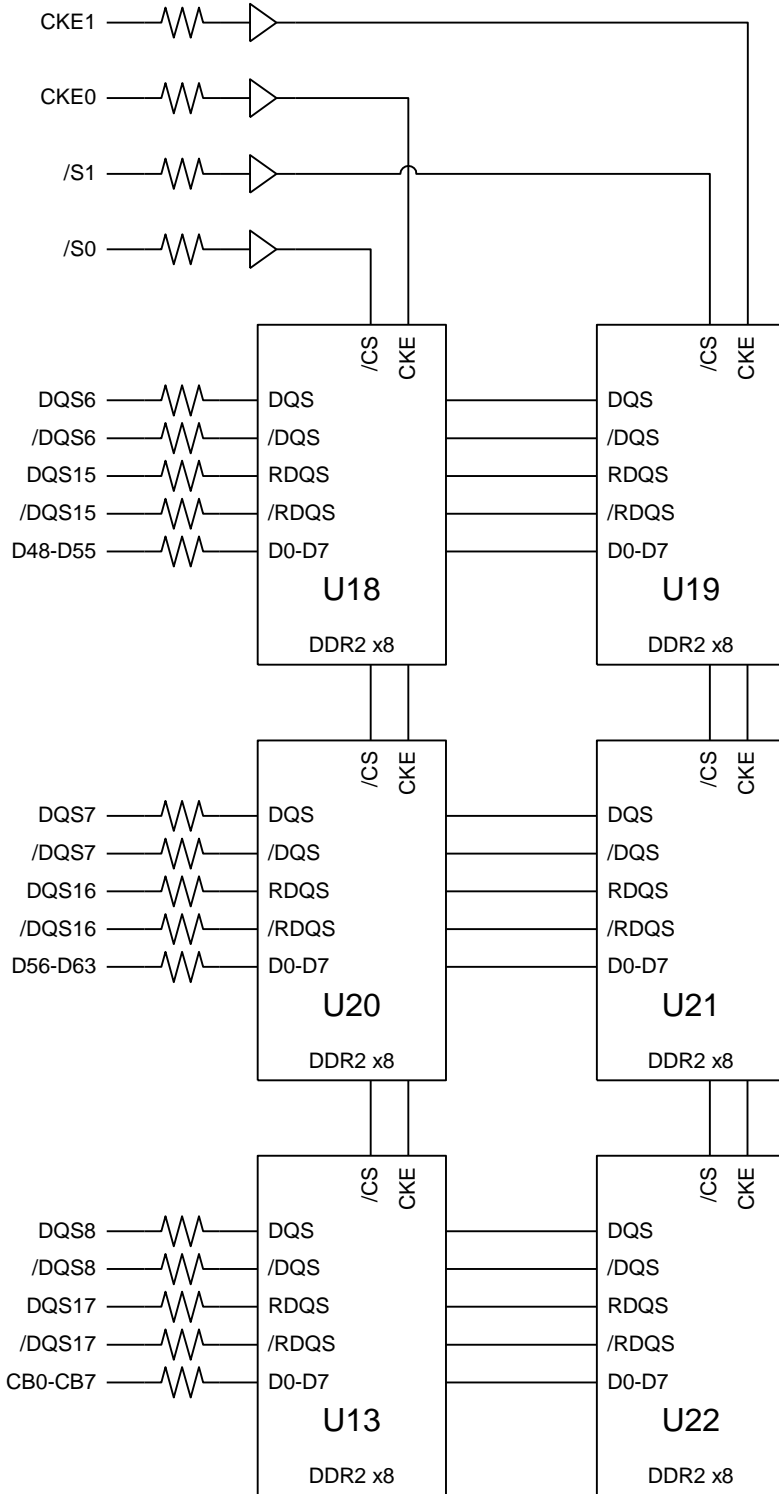 CKE1
CKE0
/S1
/S0
/CS CKE /CS CKE
DQS6 DQS DQS
/DQS6 /DQS /DQS
DQS15 RDQS RDQS
/DQS15 /RDQS /RDQS
D48-D55 D0-D7 D0-D7
U18 U19
DDR2 x8 DDR2 x8
/CS CKE /CS CKE
DQS7 DQS DQS
/DQS7 /DQS /DQS
DQS16 RDQS RDQS
/DQS16 /RDQS /RDQS
D56-D63 D0-D7 D0-D7
U20 U21
DDR2 x8 DDR2 x8
/CS CKE /CS CKE
DQS8 DQS DQS
/DQS8 /DQS /DQS
DQS17 RDQS RDQS
/DQS17 /RDQS /RDQS
CB0-CB7 D0-D7 D0-D7
U13 U22
DDR2 x8 DDR2 x8